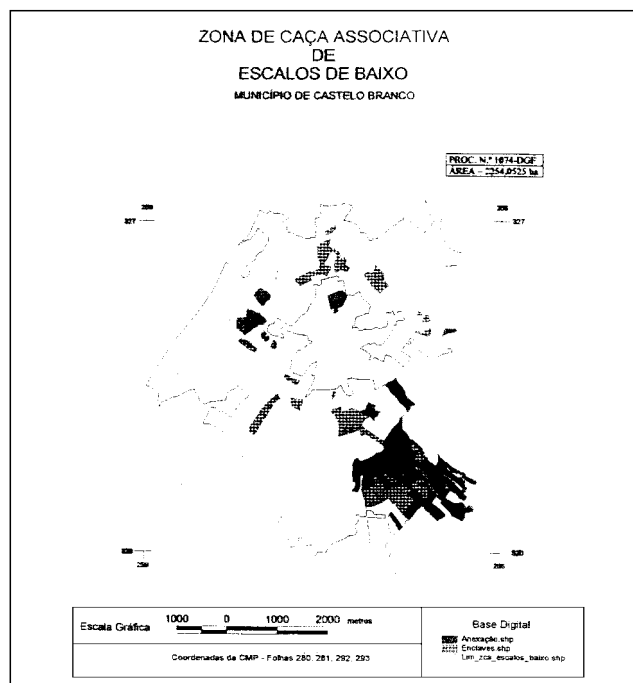 ZONA DE CAÇA ASSOCIATIVA
DE
ESCALOS DE BAIXO
MUNICÍPIO DE CASTELO BRANCO
PROC. N.º 1074-DGF
ÁREA – 2254,0525 ha
327
327
Escala Gráfica
1000 0 1000 2000 metros
Coordenadas da CMP - Folhas 280, 281, 292, 293
Base Digital
Anexação.shp
Enclaves.shp
Lim_zca_escalos_baixo.shp